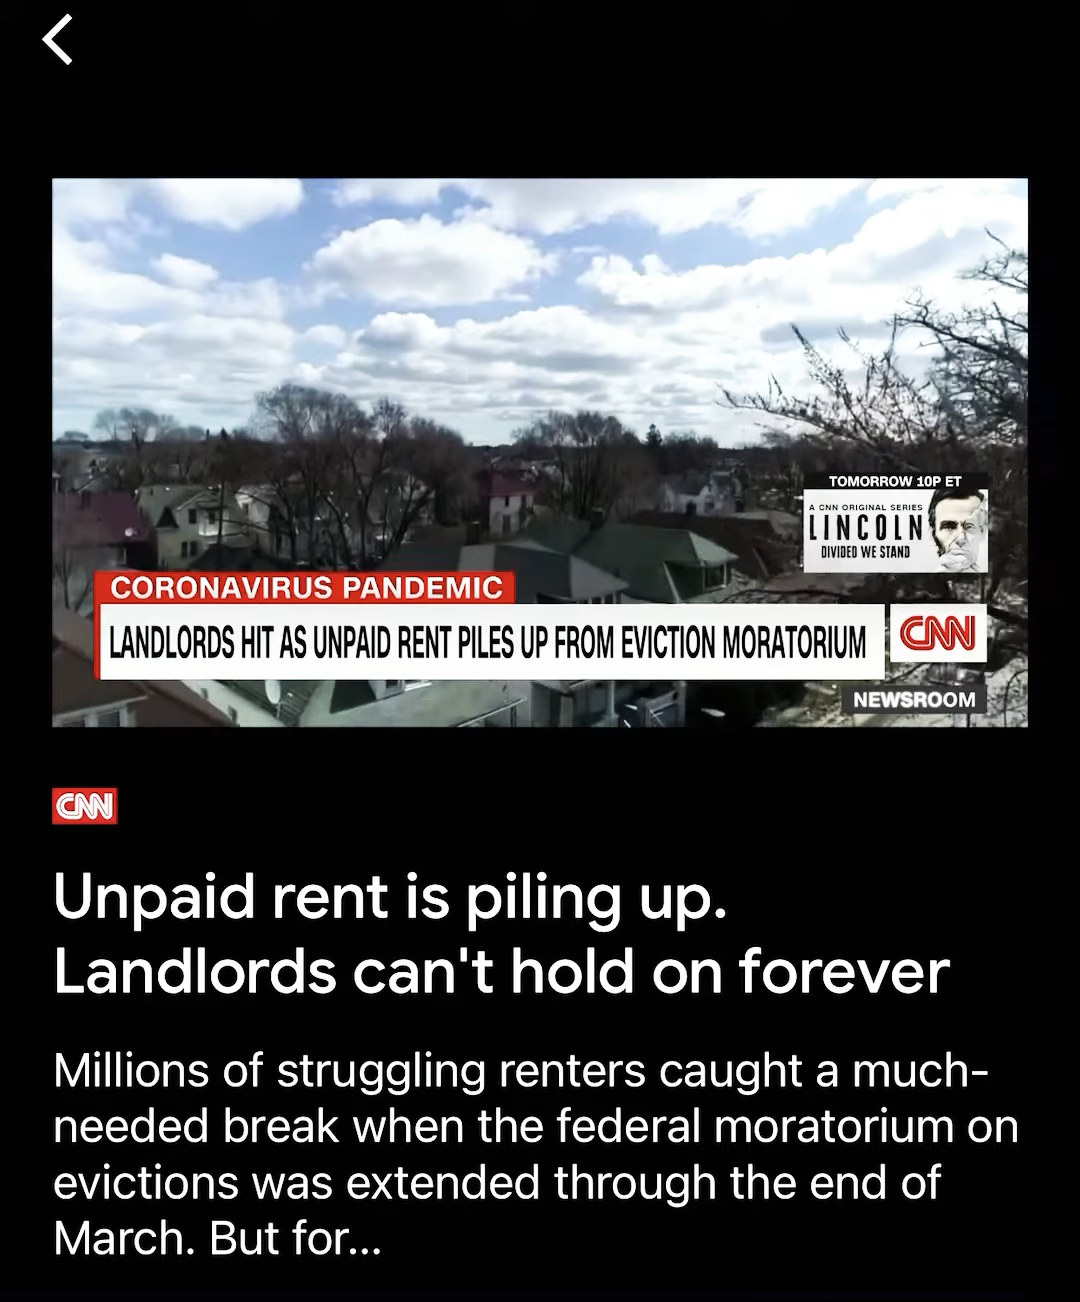 TOMORROW 10P ET
A CNN ORIGINAL SERIES
LINCOLN
DIVIDED WE STAND
CORONAVIRUS PANDEMIC
LANDLORDS HIT AS UNPAID RENT PILES UP FROM EVICTION MORATORIUM
CNN
NEWSROOM
CNN
Unpaid rent is piling up.
Landlords can't hold on forever
Millions of struggling renters caught a much-
needed break when the federal moratorium on
evictions was extended through the end of
March. But for...